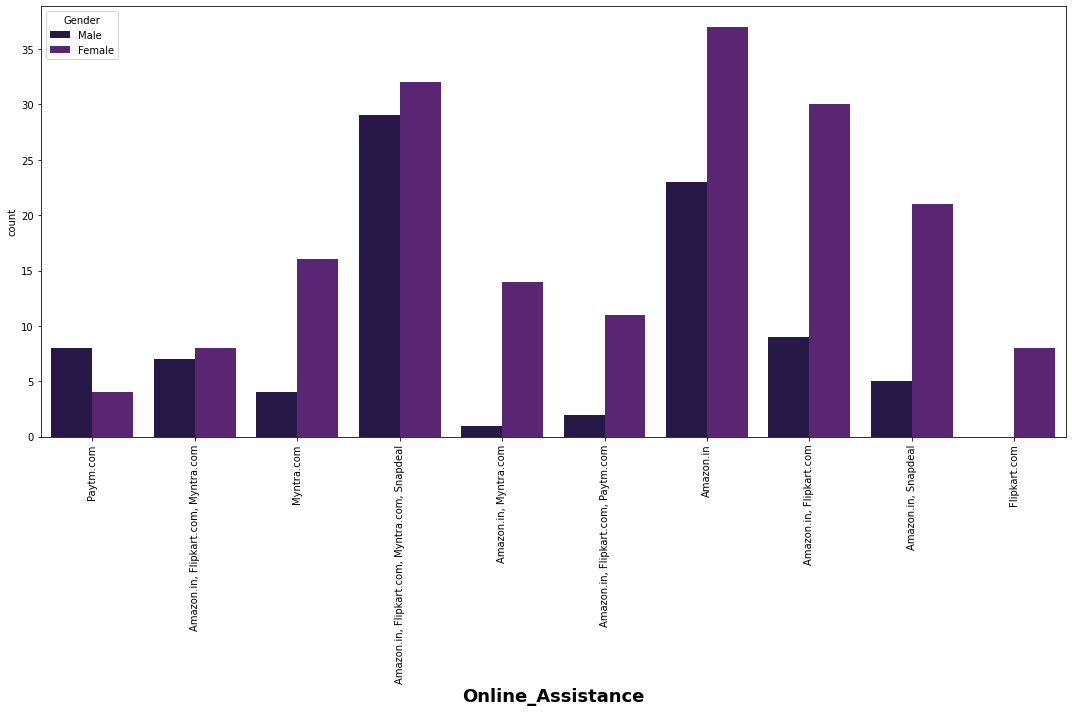 Gender
Male
Female
35
30
25
20
15
10
5
0
count
Paytm.com
Amazon.in, Flipkart.com, Myntra.com
Myntra.com
Amazon.in, Flipkart.com, Myntra.com, Snapdeal
Amazon.in, Myntra.com
Amazon.in, Flipkart.com, Paytm.com
Amazon.in
Amazon.in, Flipkart.com
Amazon.in, Snapdeal
Flipkart.com
Online_Assistance